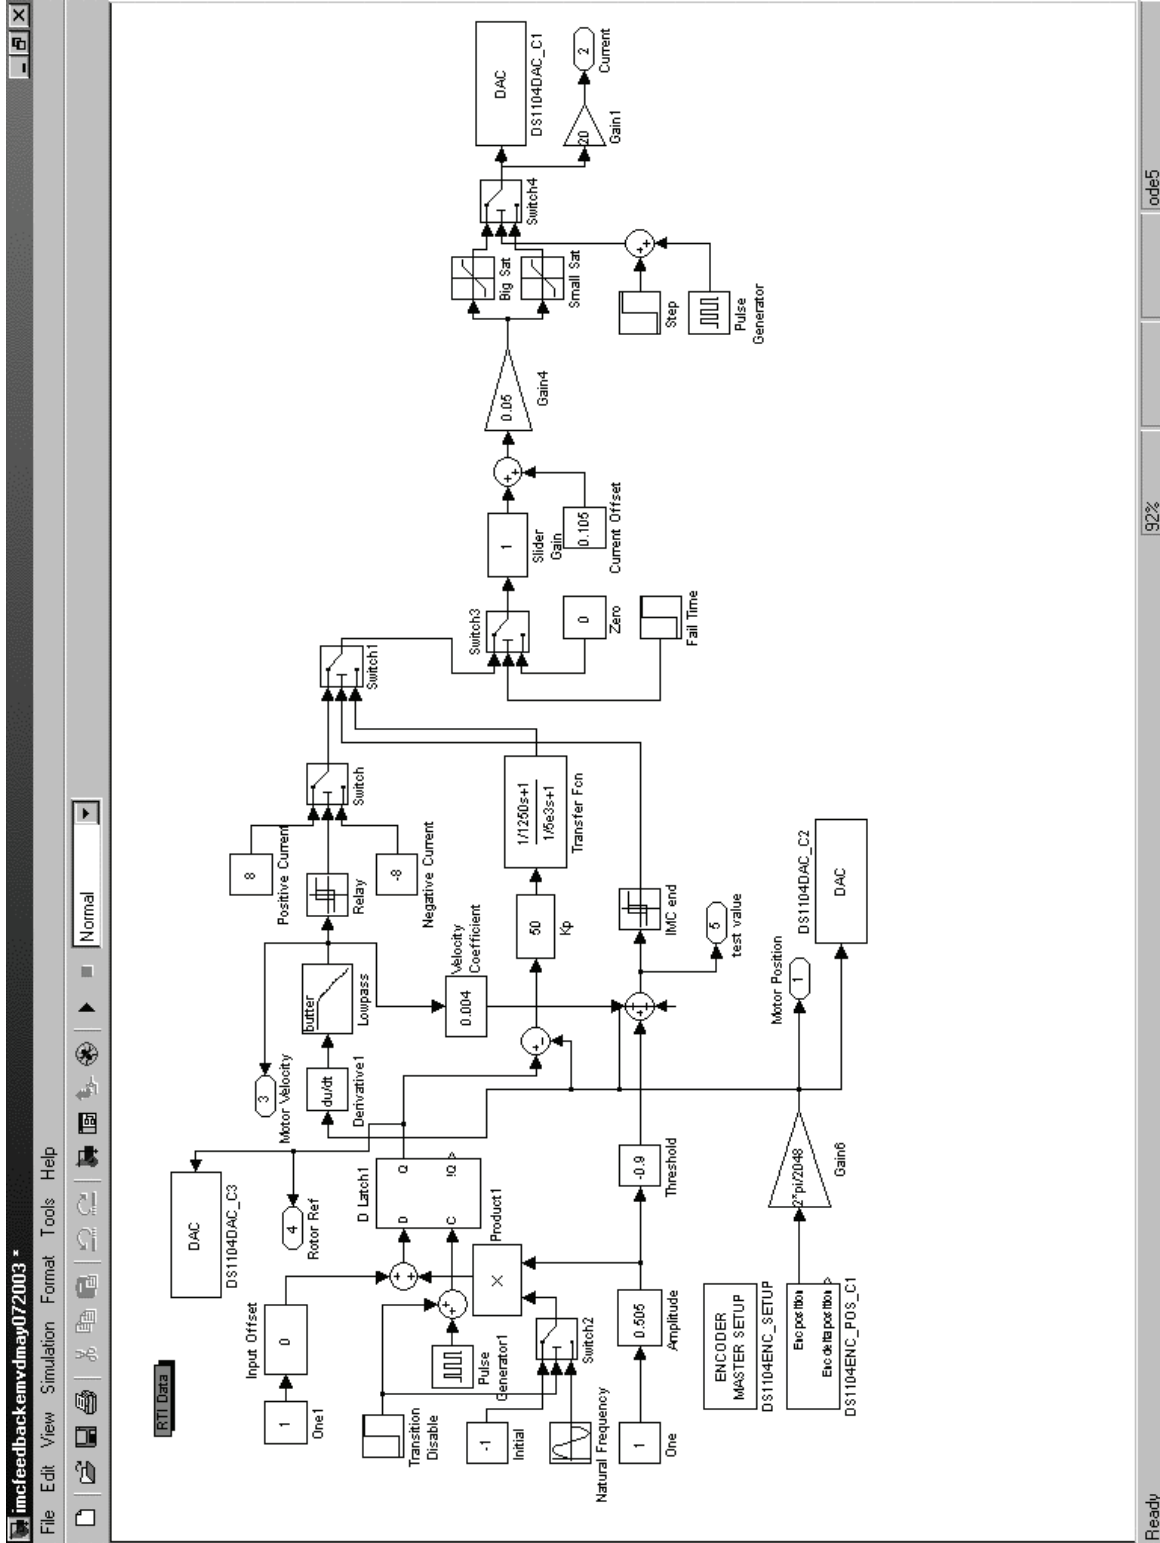 imcfeedbackemvdmay072003 *
File Edit View Simulation Format Tools Help
Normal
RTI Data
DAC
DS1104DAC_C3
4
Rotor Ref
3
Motor Velocity
1
One1
0
Input Offset
Transition
Disable
Pulse
Generator1
-1
Initial
Natural Frequency
Switch2
×
Product1
D Latch1
D
C
Q
!Q
1
One
0.505
Amplitude
-0.9
Threshold
ENCODER
MASTER SETUP
DS1104ENC_SETUP
Enc position
Enc delta position
DS1104ENC_POS_C1
2*pi/2048
Gain6
1
Motor Position
DS1104DAC_C2
DAC
du/dt
Derivative1
butter
Lowpass
0.004
Velocity
Coefficient
Relay
8
Positive Current
-8
Negative Current
Switch
50
Kp
1/1250s+1
1/5e3s+1
Transfer Fcn
IMC end
5
test value
Switch1
Switch3
0
Zero
Fail Time
1
Slider
Gain
0.105
Current Offset
0.05
Gain4
Big Sat
Small Sat
Step
Pulse
Generator
Switch4
DAC
DS1104DAC_C1
20
Gain1
2
Current
Ready
92%
ode5